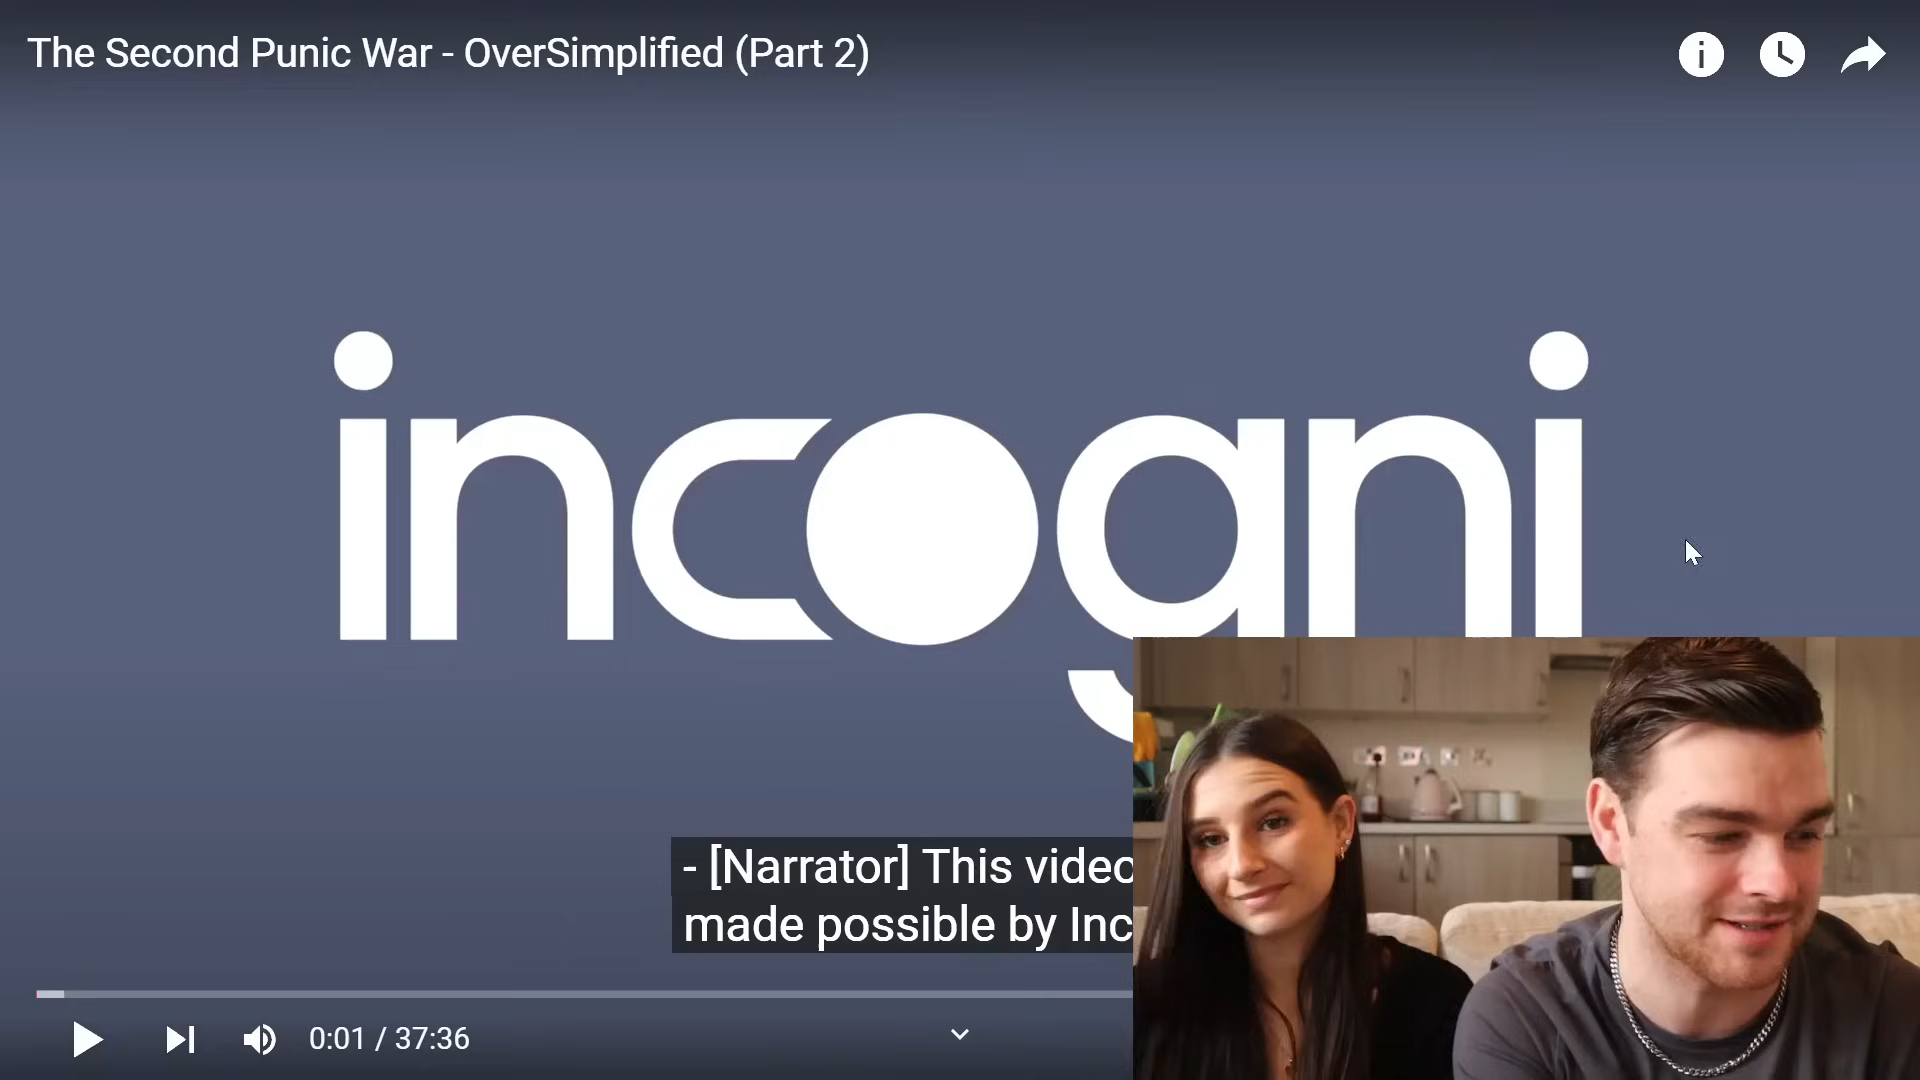 The Second Punic War - OverSimplified (Part 2)
incogni
- [Narrator] This video
made possible by Inc
0:01 / 37:36